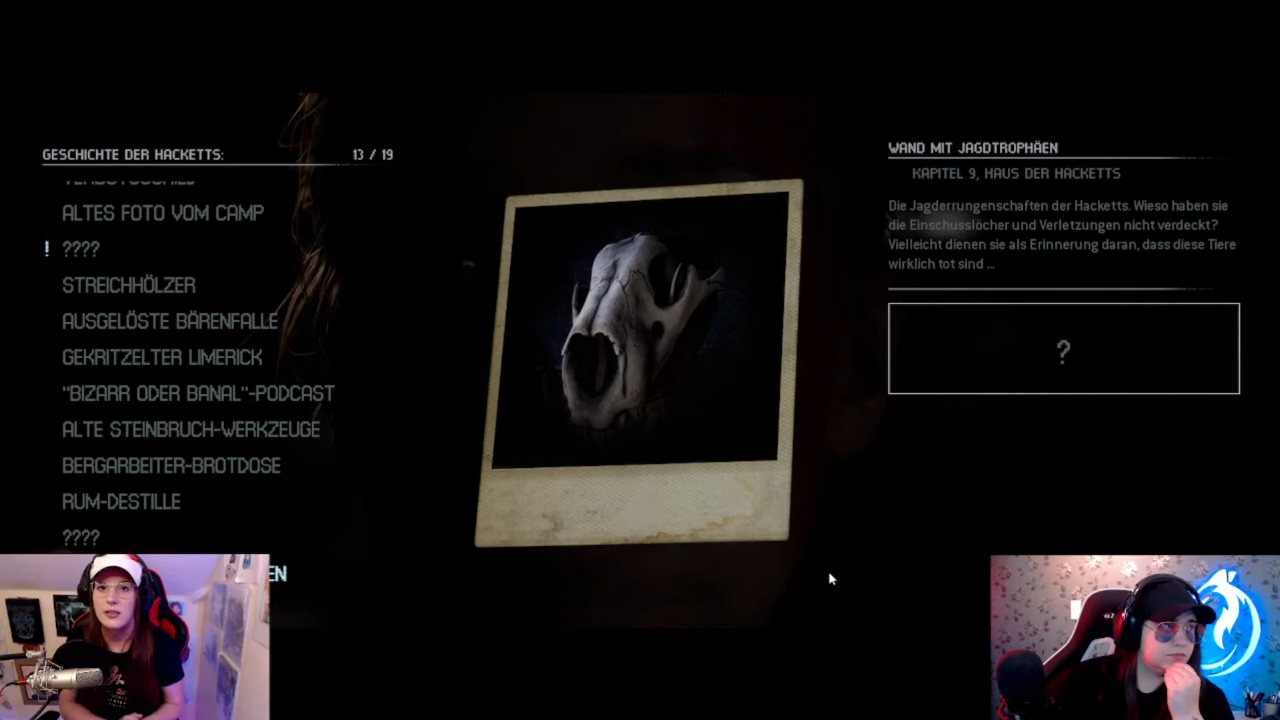 GESCHICHTE DER HACKETTS: 13 / 19
ALTES FOTO VOM CAMP
! ????
STREICHHÖLZER
AUSGELÖSTE BÄRENFALLE
GEKRITZELTER LIMERICK
"BIZARR ODER BANAL"-PODCAST
ALTE STEINBRUCH-WERKZEUGE
BERGARBEITER-BROTDOSE
RUM-DESTILLE
????
EN
WAND MIT JAGDTROPHÄEN
KAPITEL 9, HAUS DER HACKETTS
Die Jagderrungenschaften der Hacketts. Wieso haben sie
die Einschusslöcher und Verletzungen nicht verdeckt?
Vielleicht dienen sie als Erinnerung daran, dass diese Tiere
wirklich tot sind ...
?